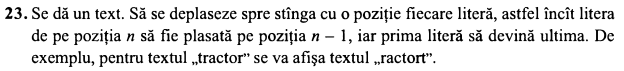 23. Se dă un text. Să se deplaseze spre stînga cu o poziție fiecare literă, astfel încît litera
de pe poziția n să fie plasată pe poziția n – 1, iar prima literă să devină ultima. De
exemplu, pentru textul „tractor” se va afișa textul „ractort”.